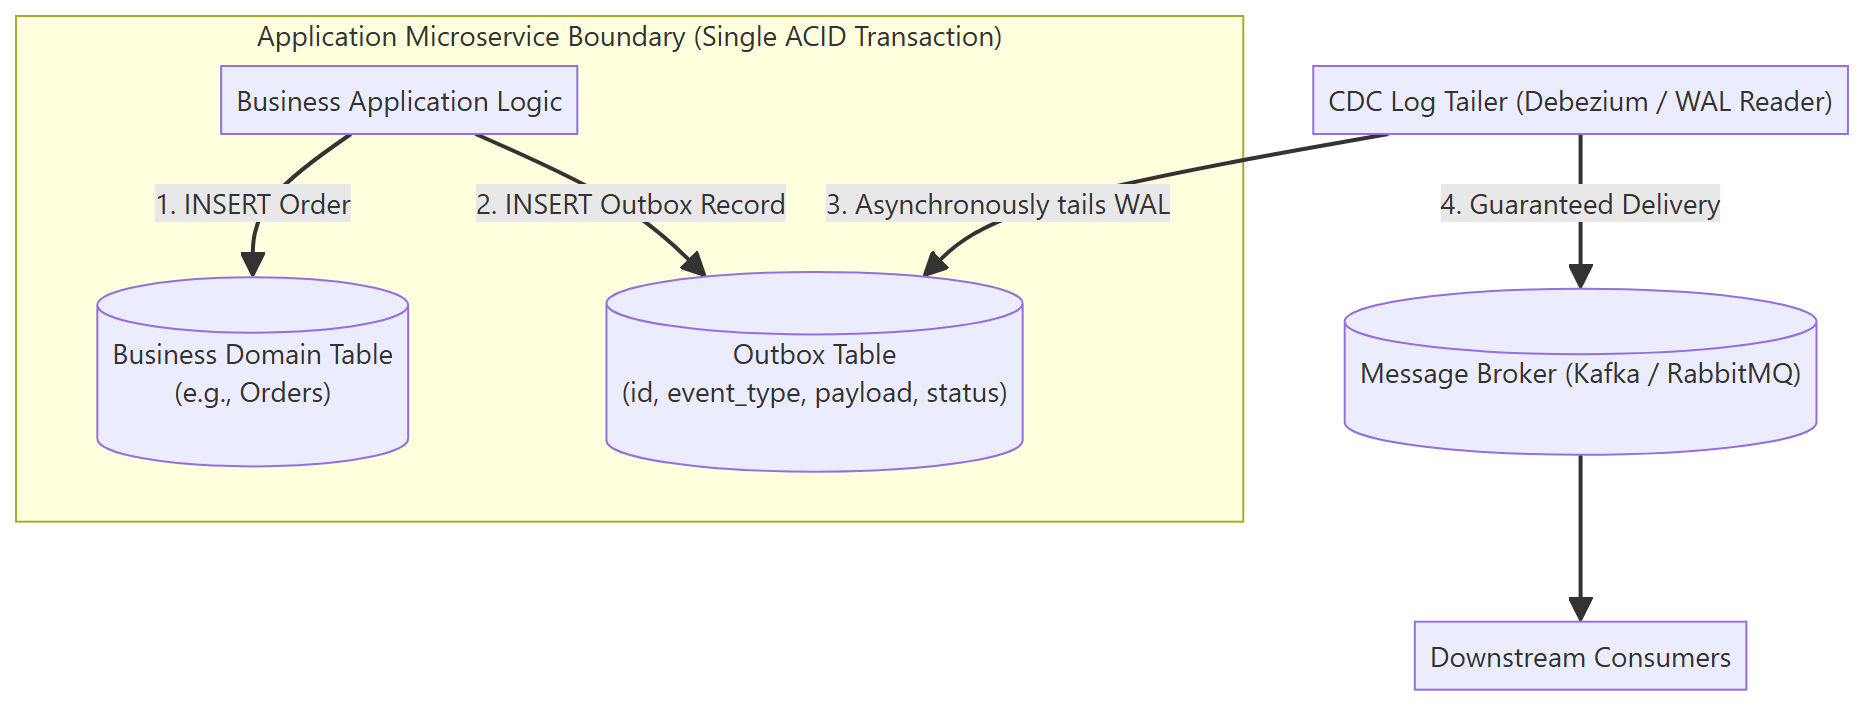 Application Microservice Boundary (Single ACID Transaction)
Business Application Logic
CDC Log Tailer (Debezium / WAL Reader)
1. INSERT Order
2. INSERT Outbox Record
3. Asynchronously tails WAL
4. Guaranteed Delivery
Business Domain Table
(e.g., Orders)
Outbox Table
(id, event_type, payload, status)
Message Broker (Kafka / RabbitMQ)
Downstream Consumers